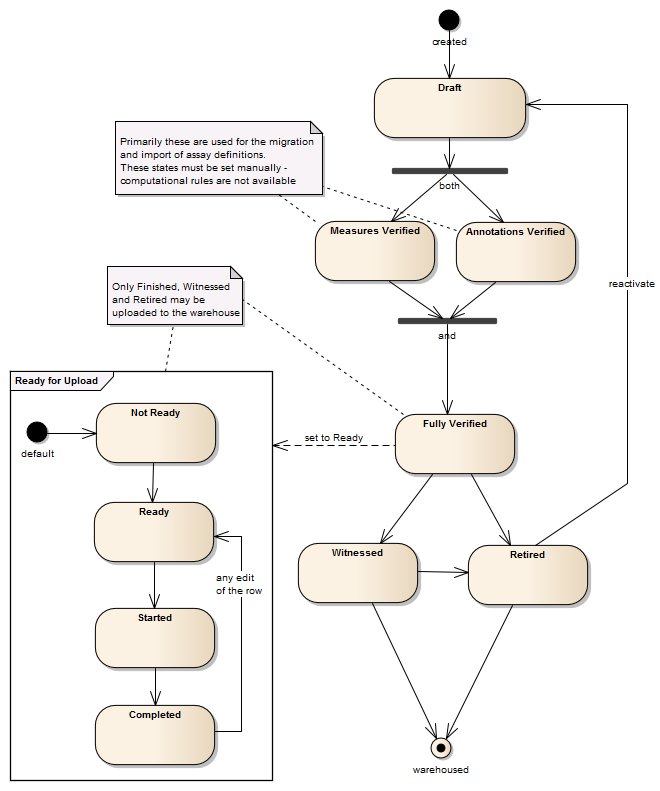 created
Draft
Primarily these are used for the migration
and import of assay definitions.
These states must be set manually -
computational rules are not available
both
Measures Verified
Annotations Verified
reactivate
Only Finished, Witnessed
and Retired may be
uploaded to the warehouse
and
Ready for Upload
Not Ready
default
Fully Verified
set to Ready
Ready
Witnessed
Retired
any edit
of the row
Started
Completed
warehoused